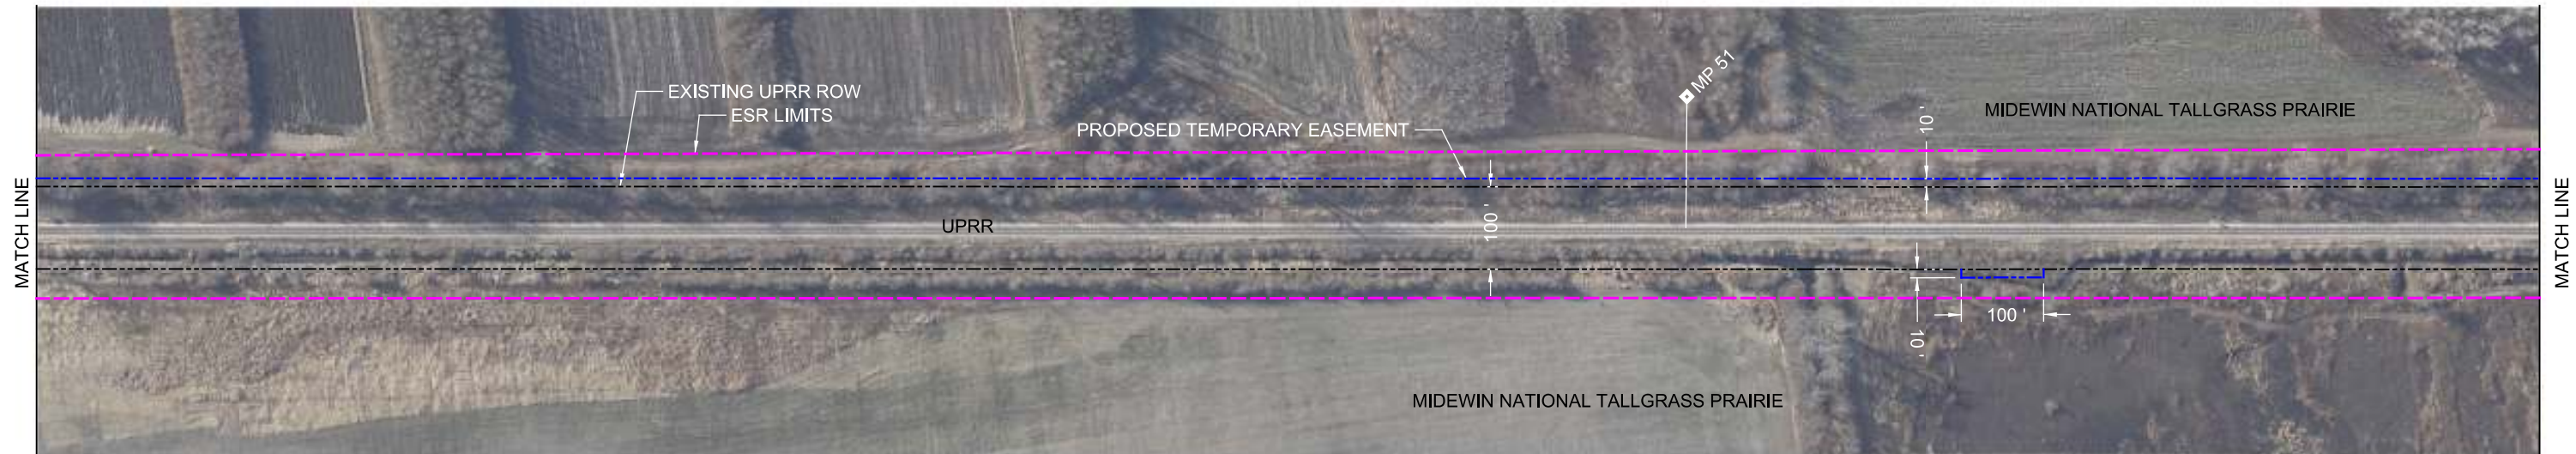 MP 51
EXISTING UPRR ROW
ESR LIMITS
10 '
MIDEWIN NATIONAL TALLGRASS PRAIRIE
PROPOSED TEMPORARY EASEMENT
MATCH LINE
MATCH LINE
UPRR
100 '
100 '
10 '
MIDEWIN NATIONAL TALLGRASS PRAIRIE